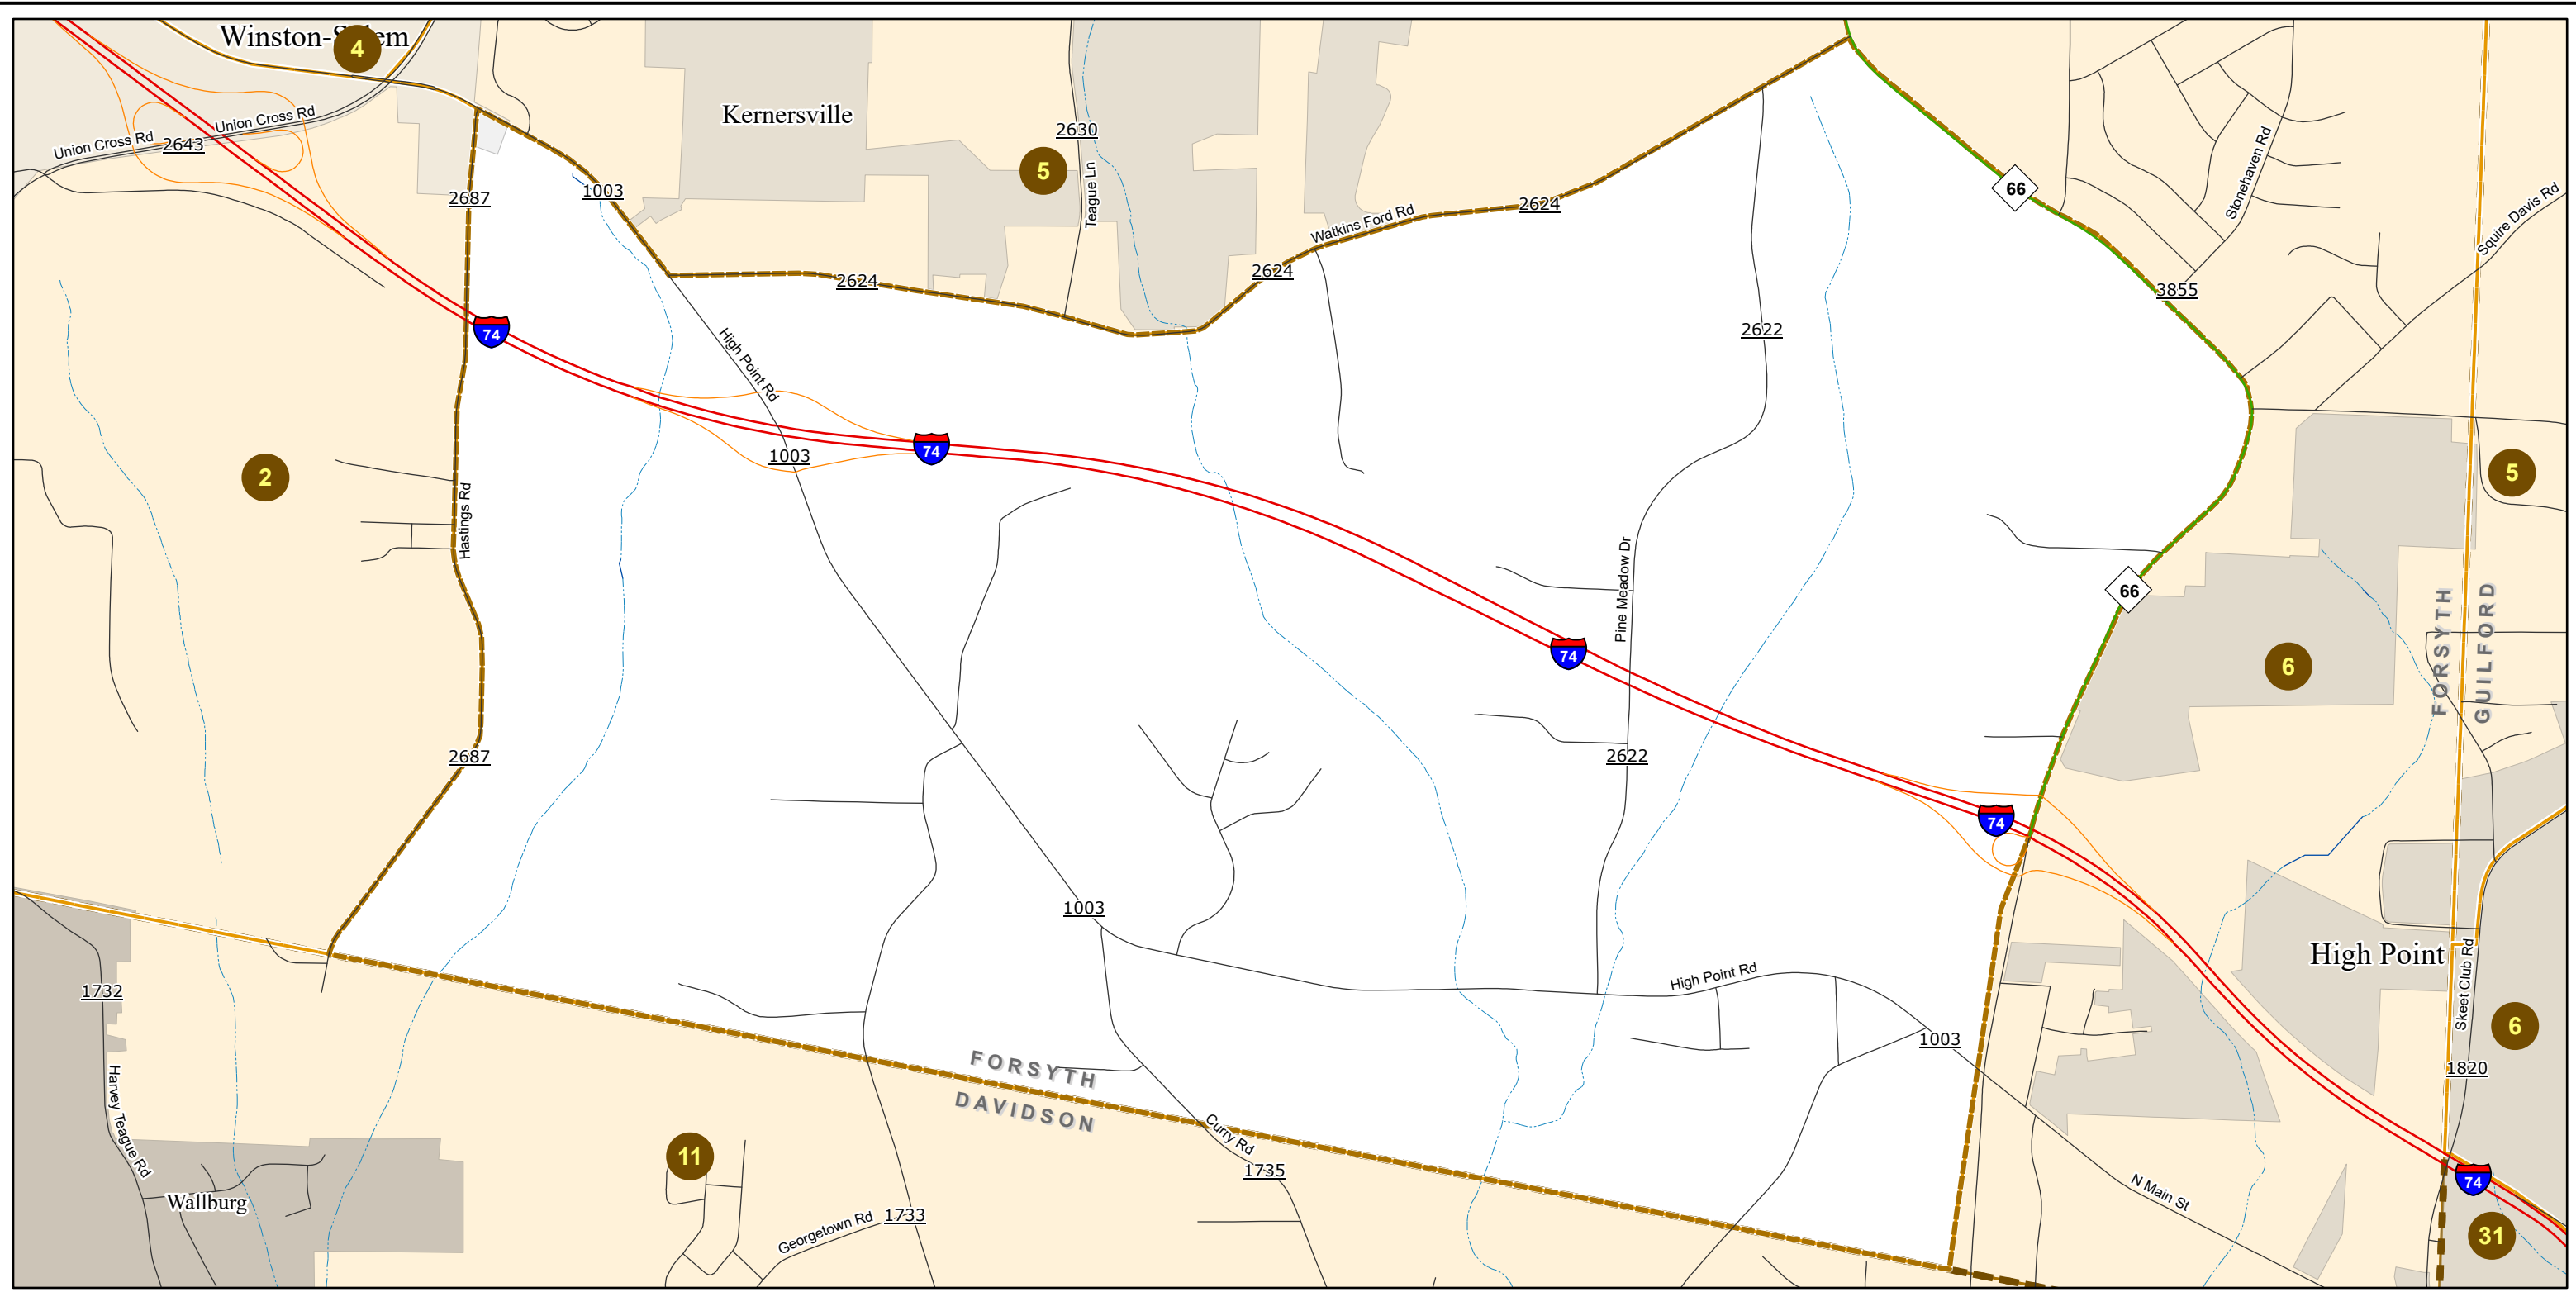 Winston-Salem
4
Union Cross Rd
Union Cross Rd
2643
Kernersville
2630
5
Teague Ln
2687
1003
2624
2624
Watkins Ford Rd
2624
66
Stonehaven Rd
Squire Davis Rd
3855
74
High Point Rd
2622
1003
74
2
Hastings Rd
5
Pine Meadow Dr
66
FORSYTH
GUILFORD
74
6
2687
2622
74
1003
High Point
Skeet Club Rd
1732
High Point Rd
1003
6
1820
FORSYTH
DAVIDSON
Harvey Teague Rd
11
Curry Rd
1735
Wallburg
Georgetown Rd
1733
N Main St
74
31